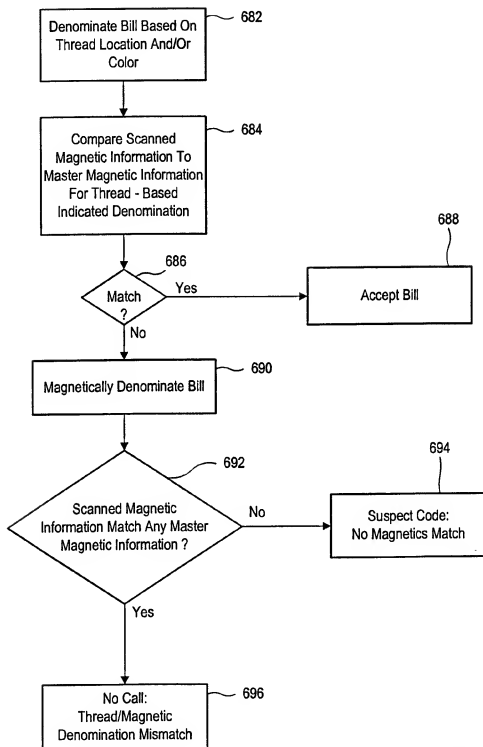 Denominate Bill Based On
Thread Location And/Or
Color
682
Compare Scanned
Magnetic Information To
Master Magnetic Information
For Thread - Based
Indicated Denomination
684
686
Match
?
Yes
No
688
Accept Bill
Magnetically Denominate Bill
690
692
Scanned Magnetic
Information Match Any Master
Magnetic Information ?
No
Yes
694
Suspect Code:
No Magnetics Match
No Call:
Thread/Magnetic
Denomination Mismatch
696